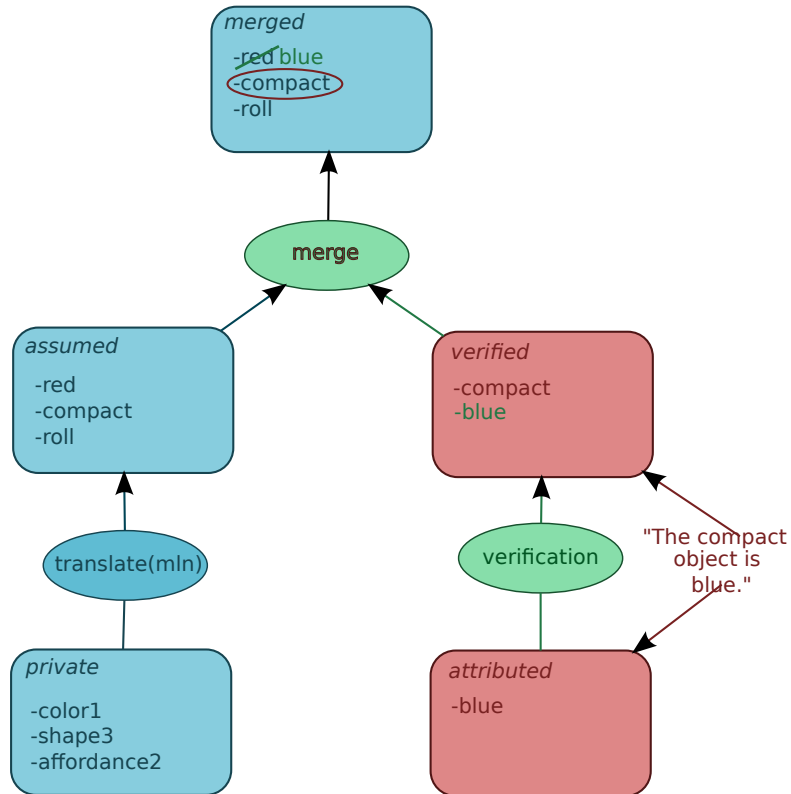 merged
-red blue
-compact
-roll
merge
assumed
-red
-compact
-roll
verified
-compact
-blue
translate(mln)
verification
"The compact
object is
blue."
private
-color1
-shape3
-affordance2
attributed
-blue